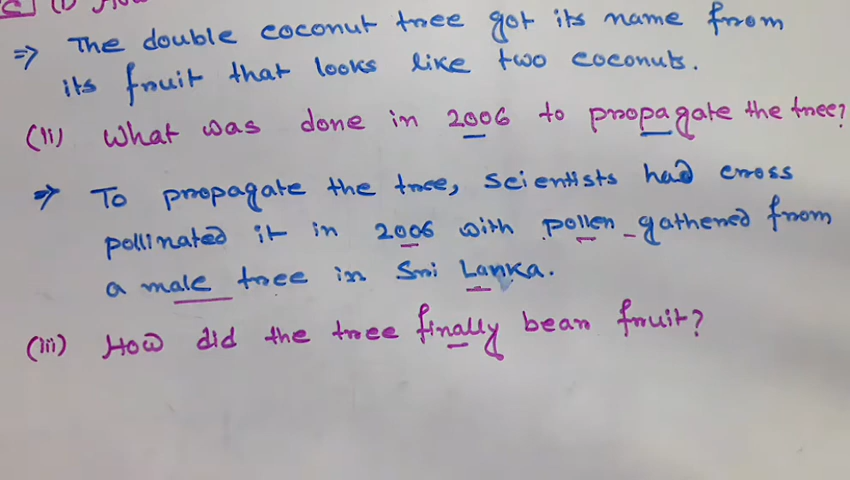 C (i) How
⇒ The double coconut tree got its name from
its fruit that looks like two coconuts.
(ii) What was done in 2006 to propagate the tree?
⇒ To propagate the tree, scientists had cross
pollinated it in 2006 with pollen gathered from
a male tree in Sri Lanka.
(iii) How did the tree finally bear fruit?